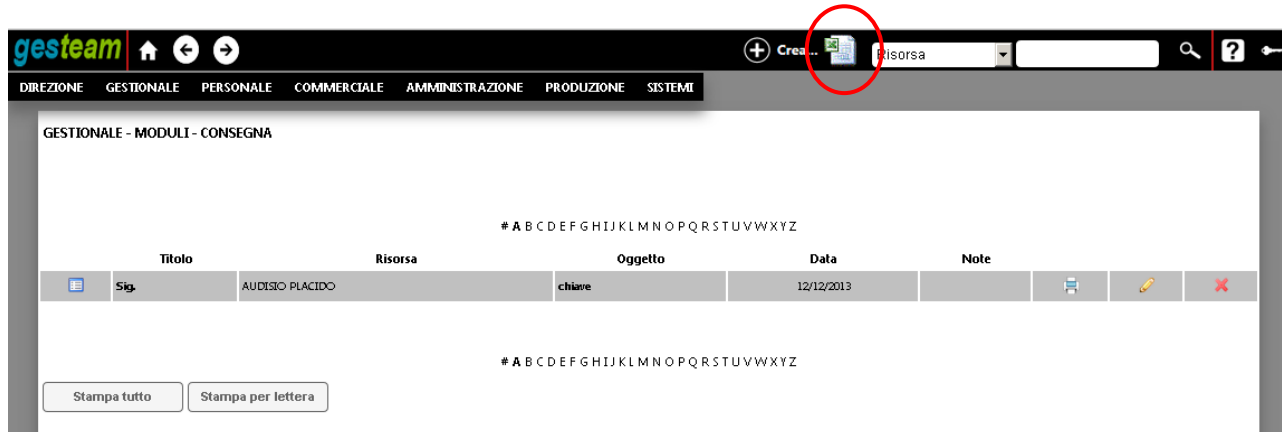 gesteam Crea... Risorsa ?
DIREZIONE GESTIONALE PERSONALE COMMERCIALE AMMINISTRAZIONE PRODUZIONE SISTEMI
GESTIONALE - MODULI - CONSEGNA
# A B C D E F G H I J K L M N O P Q R S T U V W X Y Z
Titolo Risorsa Oggetto Data Note
Sig. AUDISIO PLACIDO chiave 12/12/2013
# A B C D E F G H I J K L M N O P Q R S T U V W X Y Z
Stampa tutto Stampa per lettera